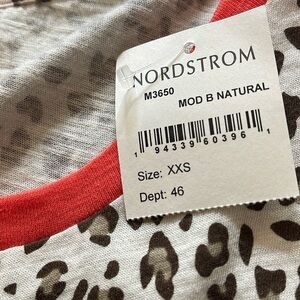 NORDSTROM
M3650
MOD B NATURAL
1 94339 60396 1
Size: XXS
Dept: 46